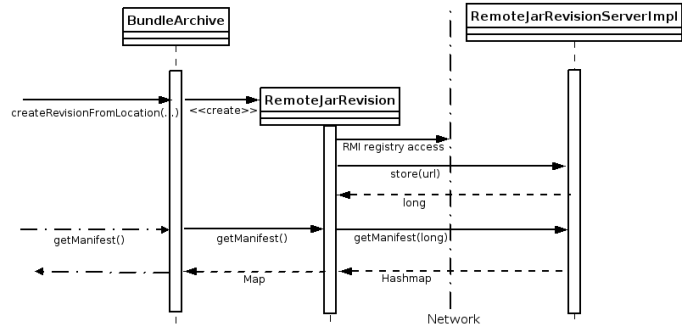 BundleArchive
RemoteJarRevisionServerImpl
RemoteJarRevision
createRevisionFromLocation(...)
<<create>>
RMI registry access
store(url)
long
getManifest()
getManifest()
getManifest(long)
Map
Hashmap
Network